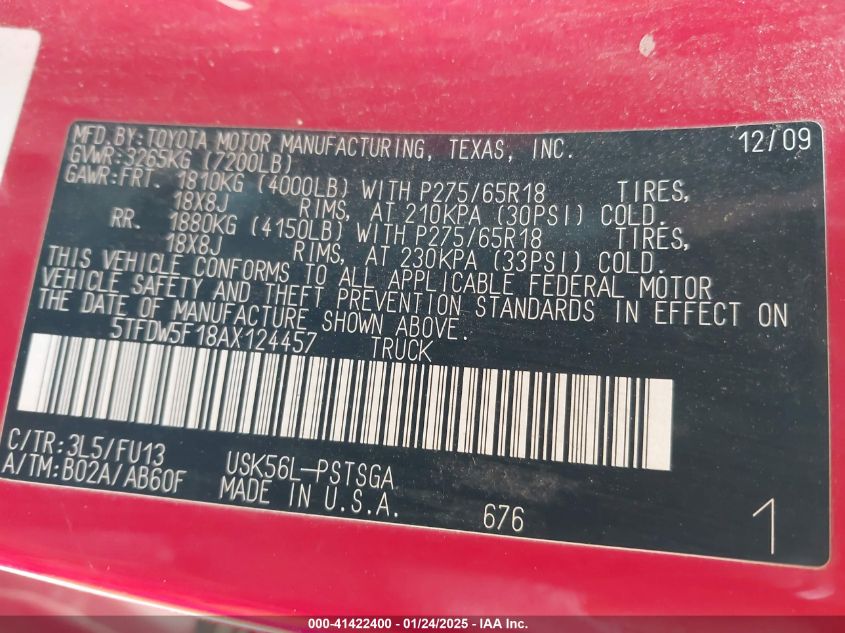 MFD BY: TOYOTA MOTOR MANUFACTURING, TEXAS, INC. 12/09
GVWR: 3265KG (7200LB)
GAWR: FRT. 1810KG (4000LB) WITH P275/65R18 TIRES,
18X8J RIMS, AT 210KPA (30PSI) COLD.
RR. 1880KG (4150LB) WITH P275/65R18 TIRES,
18X8J RIMS, AT 230KPA (33PSI) COLD.
THIS VEHICLE CONFORMS TO ALL APPLICABLE FEDERAL MOTOR
VEHICLE SAFETY AND THEFT PREVENTION STANDARDS IN EFFECT ON
THE DATE OF MANUFACTURE SHOWN ABOVE.
5TFDW5F18AX124457 TRUCK
C/TR: 3L5/FU13
A/TM: B02A/AB60F
USK56L-PSTSGA
MADE IN U.S.A.
676
1
000-41422400 - 01/24/2025 - IAA Inc.